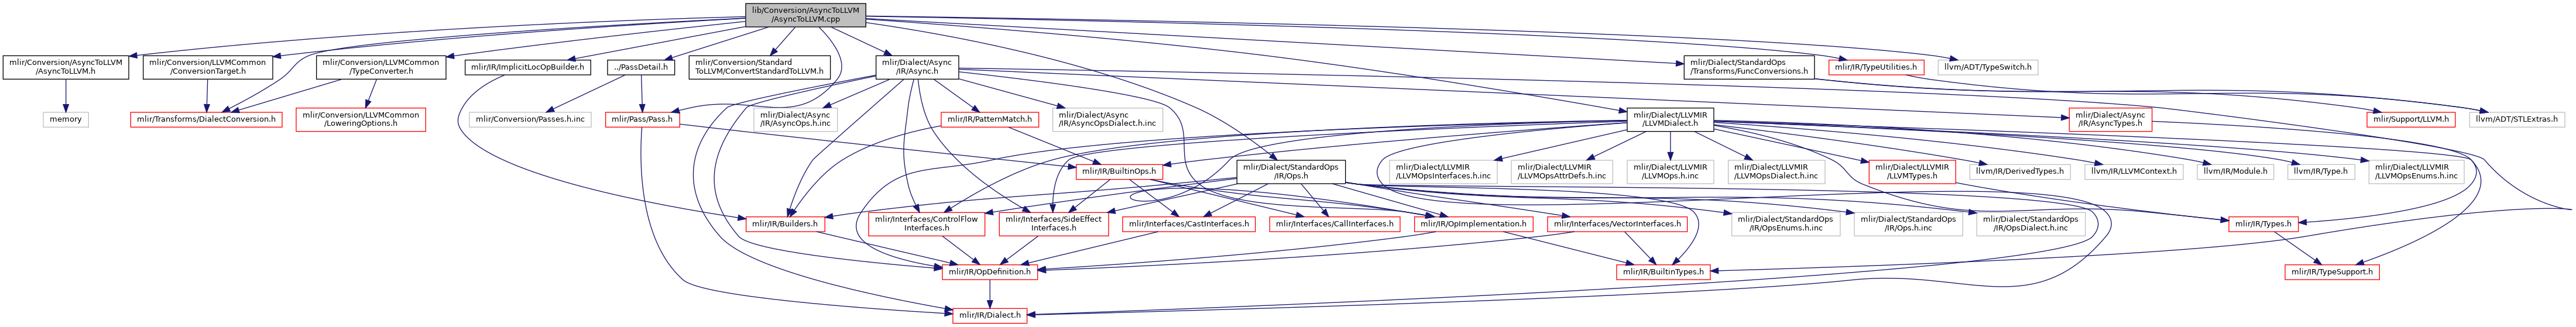 lib/Conversion/AsyncToLLVM
/AsyncToLLVM.cpp
mlir/Conversion/AsyncToLLVM
/AsyncToLLVM.h
mlir/Conversion/LLVMCommon
/ConversionTarget.h
mlir/Conversion/LLVMCommon
/TypeConverter.h
mlir/IR/ImplicitLocOpBuilder.h
../PassDetail.h
mlir/Conversion/Standard
ToLLVM/ConvertStandardToLLVM.h
mlir/Dialect/Async
/IR/Async.h
mlir/Dialect/StandardOps
/Transforms/FuncConversions.h
mlir/IR/TypeUtilities.h
llvm/ADT/TypeSwitch.h
memory
mlir/Transforms/DialectConversion.h
mlir/Conversion/LLVMCommon
/LoweringOptions.h
mlir/Conversion/Passes.h.inc
mlir/Pass/Pass.h
mlir/Dialect/Async
/IR/AsyncOps.h.inc
mlir/IR/PatternMatch.h
mlir/Dialect/Async
/IR/AsyncOpsDialect.h.inc
mlir/Dialect/LLVMIR
/LLVMDialect.h
mlir/Dialect/Async
/IR/AsyncTypes.h
mlir/Support/LLVM.h
llvm/ADT/STLExtras.h
mlir/IR/BuiltinOps.h
mlir/Dialect/StandardOps
/IR/Ops.h
mlir/Dialect/LLVMIR
/LLVMOpsInterfaces.h.inc
mlir/Dialect/LLVMIR
/LLVMOpsAttrDefs.h.inc
mlir/Dialect/LLVMIR
/LLVMOps.h.inc
mlir/Dialect/LLVMIR
/LLVMOpsDialect.h.inc
mlir/Dialect/LLVMIR
/LLVMTypes.h
llvm/IR/DerivedTypes.h
llvm/IR/LLVMContext.h
llvm/IR/Module.h
llvm/IR/Type.h
mlir/Dialect/LLVMIR
/LLVMOpsEnums.h.inc
mlir/IR/Builders.h
mlir/Interfaces/ControlFlow
Interfaces.h
mlir/Interfaces/SideEffect
Interfaces.h
mlir/Interfaces/CastInterfaces.h
mlir/Interfaces/CallInterfaces.h
mlir/IR/OpImplementation.h
mlir/Interfaces/VectorInterfaces.h
mlir/Dialect/StandardOps
/IR/OpsEnums.h.inc
mlir/Dialect/StandardOps
/IR/Ops.h.inc
mlir/Dialect/StandardOps
/IR/OpsDialect.h.inc
mlir/IR/Types.h
mlir/IR/OpDefinition.h
mlir/IR/BuiltinTypes.h
mlir/IR/TypeSupport.h
mlir/IR/Dialect.h